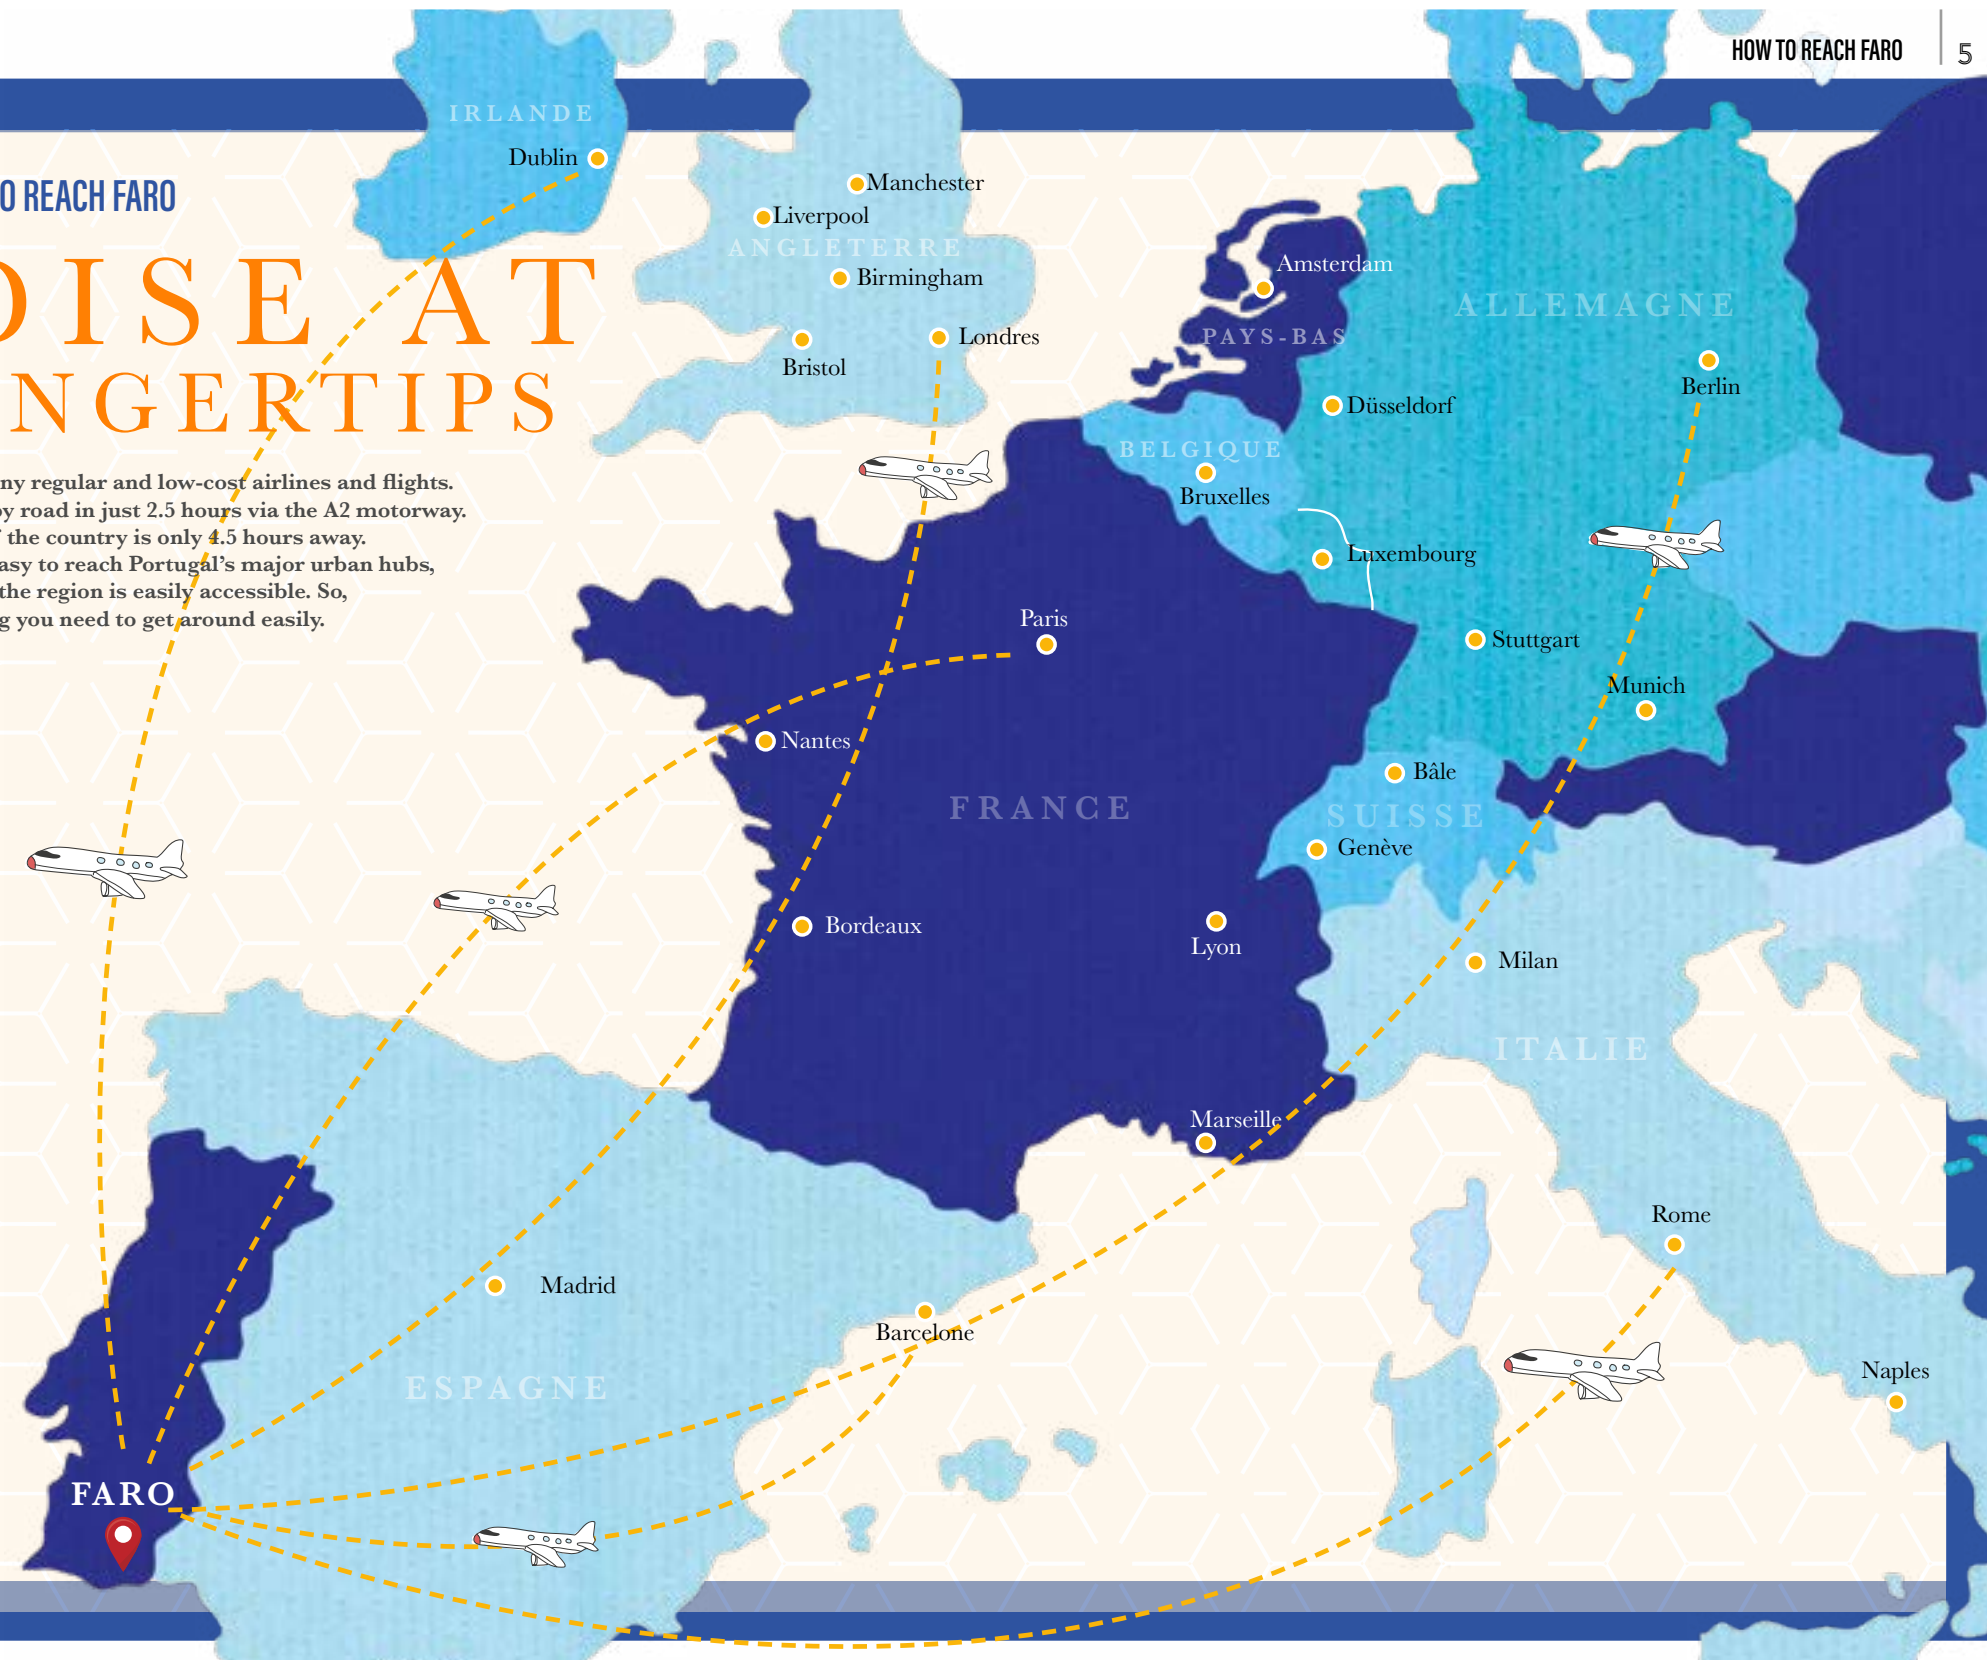 HOW TO REACH FARO
5
O REACH FARO
ISE AT
NGERTIPS
ny regular and low-cost airlines and flights.
by road in just 2.5 hours via the A2 motorway.
the country is only 4.5 hours away.
asy to reach Portugal's major urban hubs,
the region is easily accessible. So,
g you need to get around easily.
IRLANDE
Dublin
Manchester
Liverpool
ANGLETERRE
Birmingham
Londres
Bristol
Amsterdam
PAYS-BAS
ALLEMAGNE
Berlin
Düsseldorf
BELGIQUE
Bruxelles
Luxembourg
Paris
Stuttgart
Munich
Nantes
Bâle
FRANCE
SUISSE
Genève
Bordeaux
Lyon
Milan
ITALIE
Marseille
Rome
Madrid
Barcelone
Naples
ESPAGNE
FARO